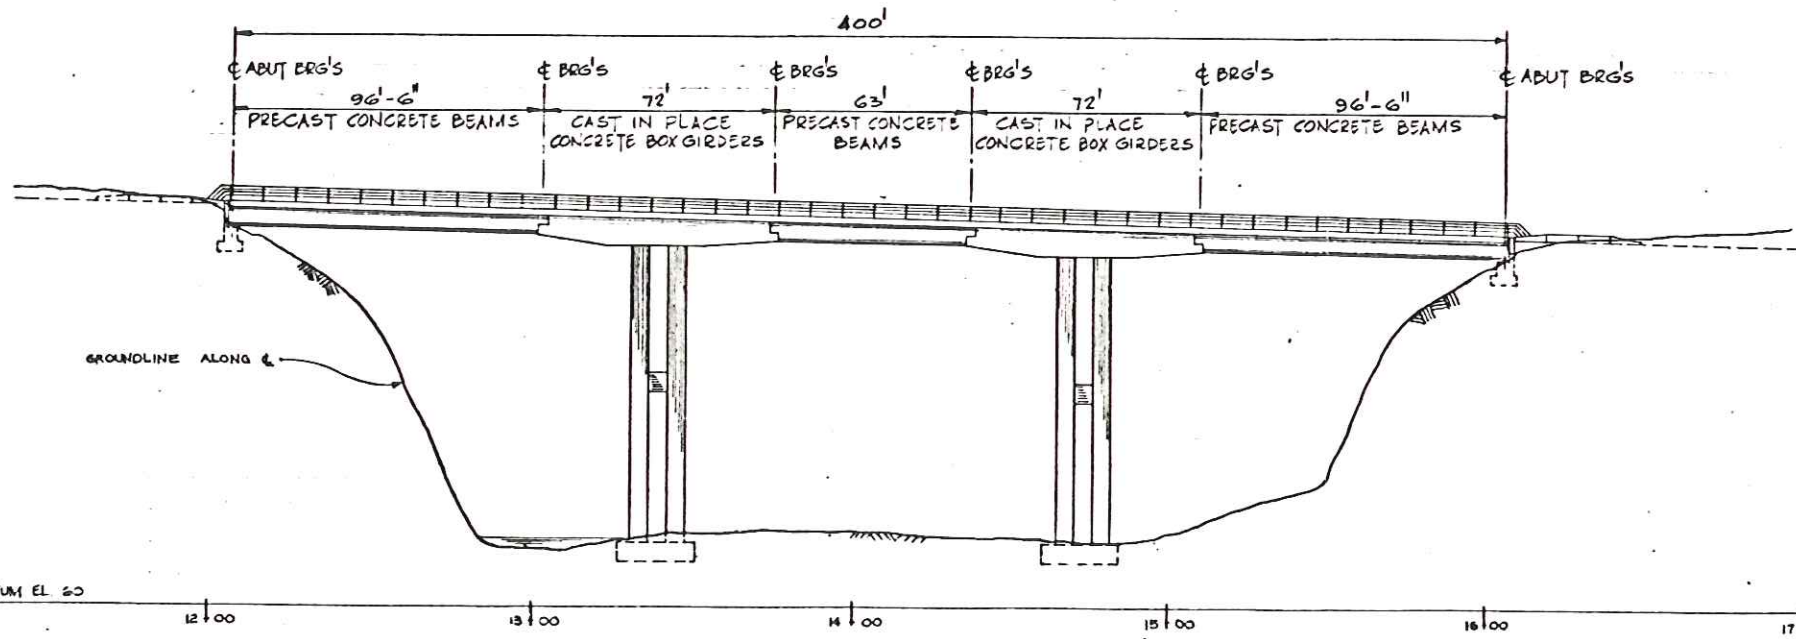 400'
℄ ABUT BRG'S
℄ BRG'S
℄ BRG'S
℄ BRG'S
℄ BRG'S
℄ ABUT BRG'S
96'-6"
72'
63'
72'
96'-6"
PRECAST CONCRETE BEAMS
CAST IN PLACE
CONCRETE BOX GIRDERS
PRECAST CONCRETE
BEAMS
CAST IN PLACE
CONCRETE BOX GIRDERS
PRECAST CONCRETE BEAMS
GROUNDLINE ALONG ℄
UM EL.
12+00
13+00
14+00
15+00
16+00
17